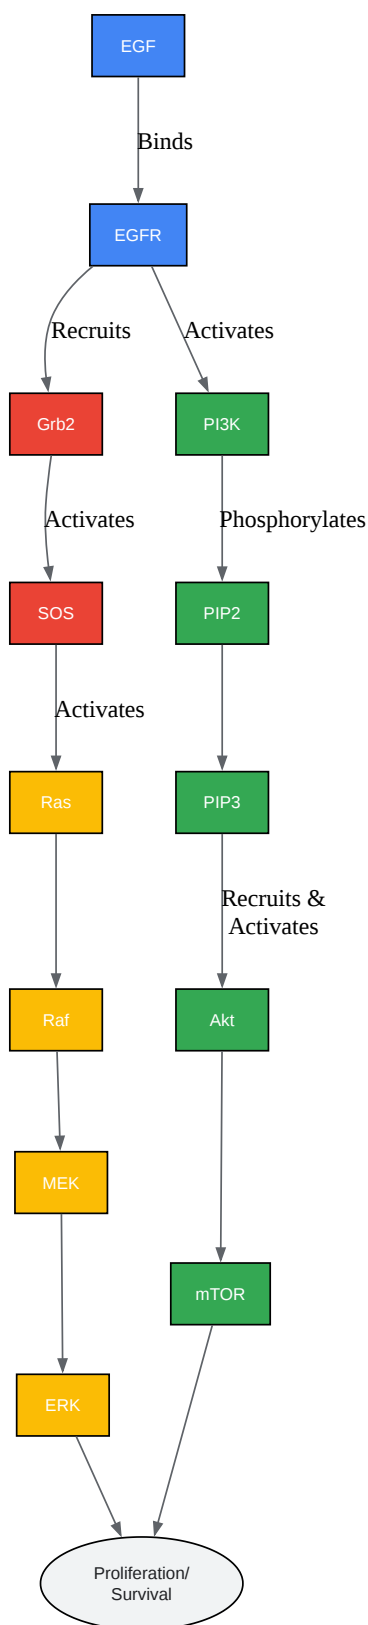 EGF
Binds
EGFR
Recruits
Activates
Grb2
PI3K
Activates
Phosphorylates
SOS
PIP2
Activates
Ras
PIP3
Recruits &
Activates
Raf
Akt
MEK
mTOR
ERK
Proliferation/
Survival